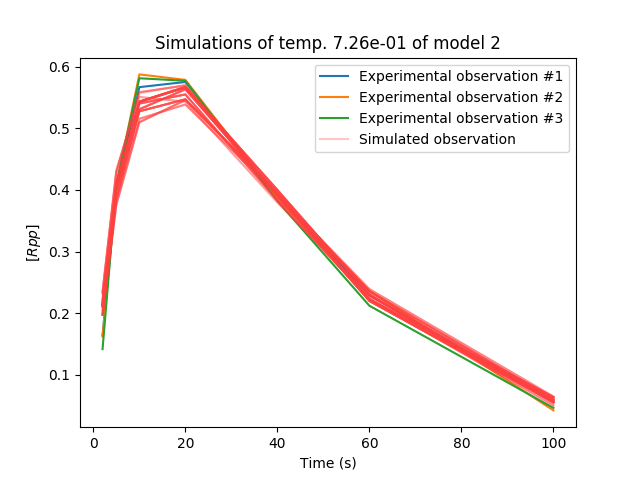 Simulations of temp. 7.26e-01 of model 2
Experimental observation #1
Experimental observation #2
Experimental observation #3
Simulated observation
[Rpp]
0.6
0.5
0.4
0.3
0.2
0.1
0 20 40 60 80 100
Time (s)